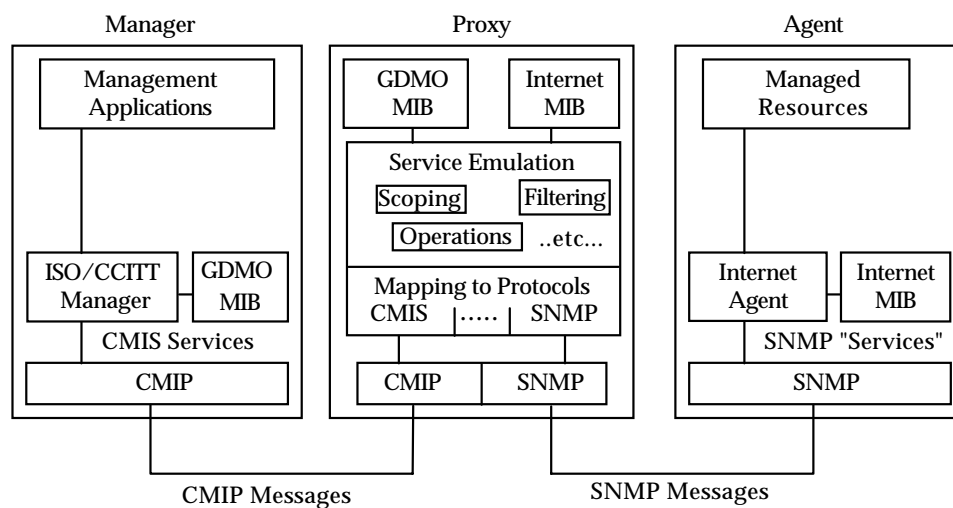 Manager
Proxy
Agent
Management
Applications
GDMO
MIB
Internet
MIB
Managed
Resources
Service Emulation
Scoping
Filtering
Operations
..etc...
ISO/CCITT
Manager
GDMO
MIB
Mapping to Protocols
CMIS
.....
SNMP
Internet
Agent
Internet
MIB
CMIS Services
SNMP "Services"
CMIP
CMIP
SNMP
SNMP
CMIP Messages
SNMP Messages